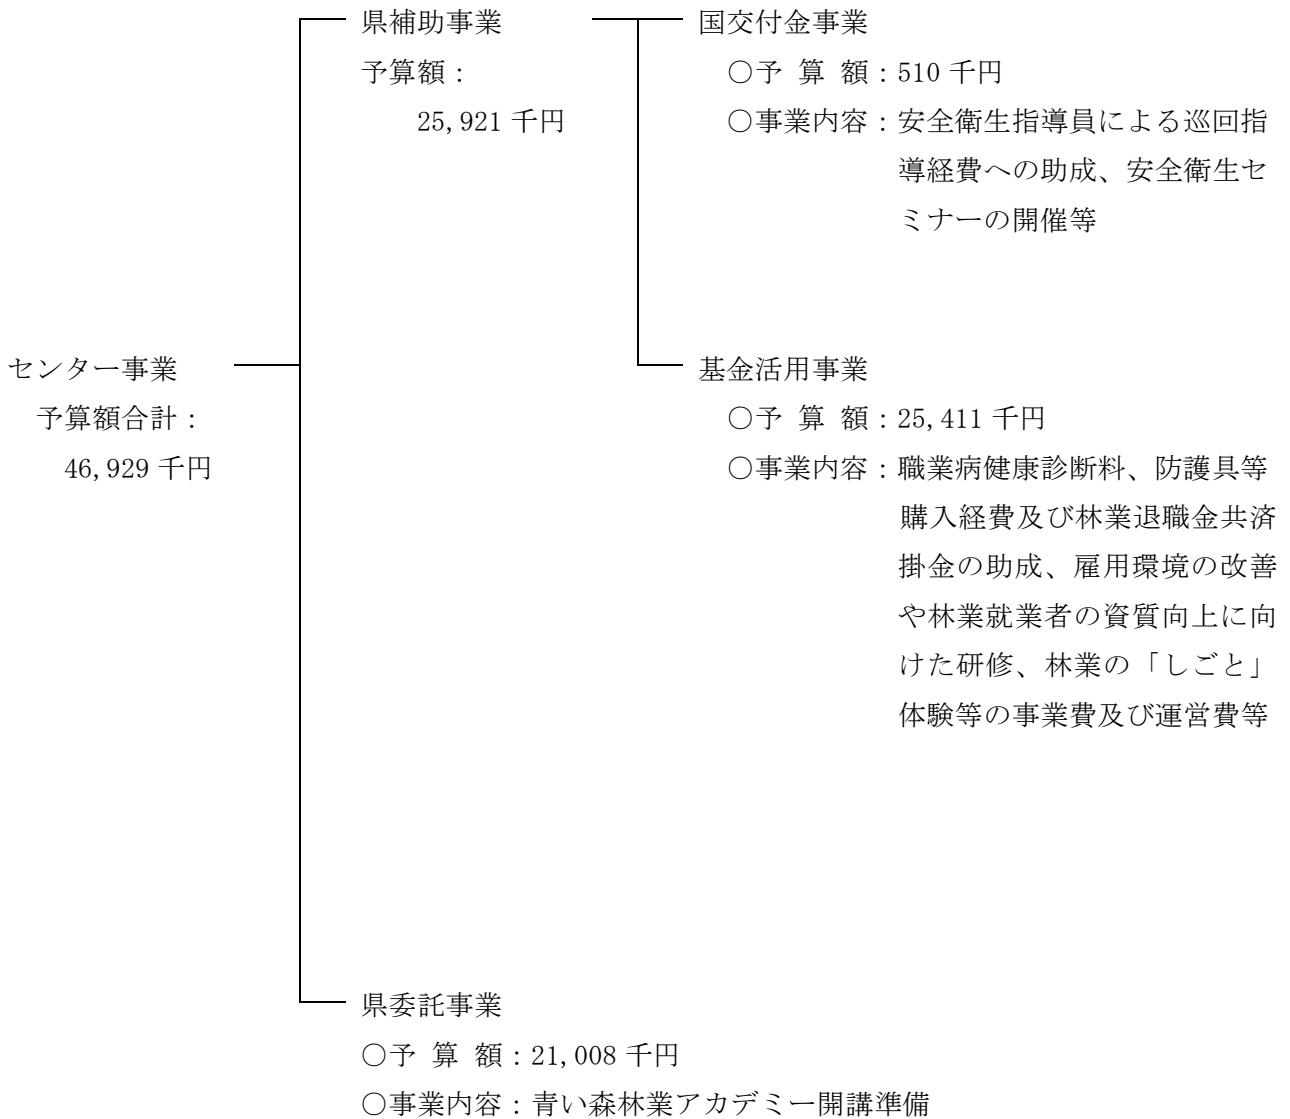 県補助事業
予算額：
25,921 千円
国交付金事業
○予 算 額：510 千円
○事業内容：安全衛生指導員による巡回指
導経費への助成、安全衛生セ
ミナーの開催等
センター事業
予算額合計：
46,929 千円
基金活用事業
○予 算 額：25,411 千円
○事業内容：職業病健康診断料、防護具等
購入経費及び林業退職金共済
掛金の助成、雇用環境の改善
や林業就業者の資質向上に向
けた研修、林業の「しごと」
体験等の事業費及び運営費等
県委託事業
○予 算 額：21,008 千円
○事業内容：青い森林業アカデミー開講準備